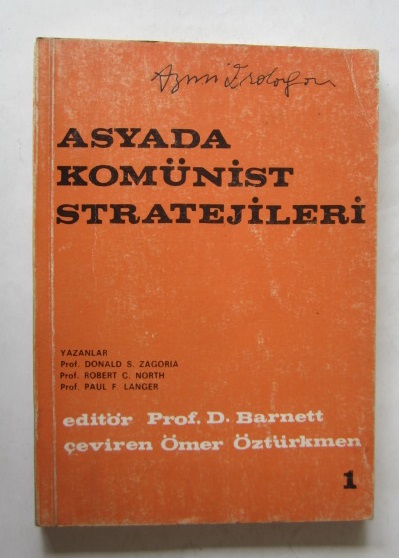 ASYADA
KOMÜNİST
STRATEJİLERİ
YAZANLAR
Prof. DONALD S. ZAGORIA
Prof. ROBERT C. NORTH
Prof. PAUL F. LANGER
editör Prof. D. Barnett
çeviren Ömer Öztürkmen
1